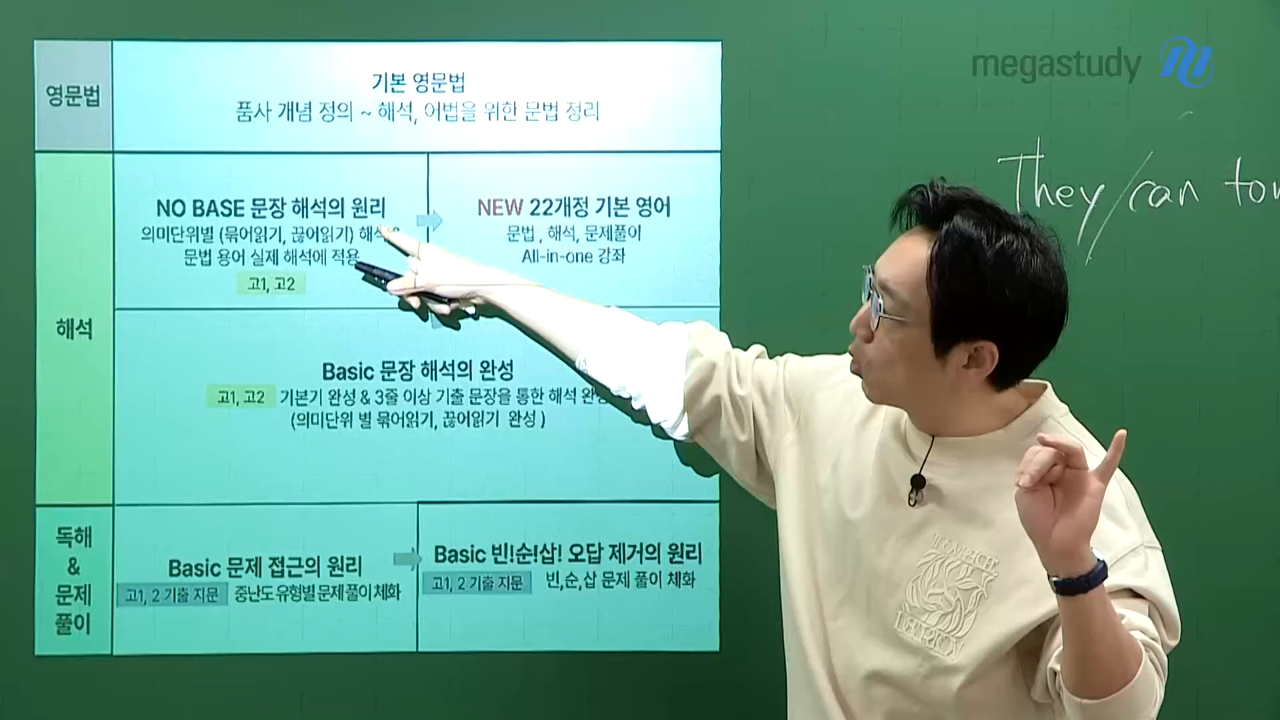 megastudy
영문법
기본 영문법
품사 개념 정의 ~ 해석, 어법을 위한 문법 정리
해석
NO BASE 문장 해석의 원리
의미단위별 (묶어읽기, 끊어읽기)
문법 용어 실제 해석에 적용
고1, 고2
NEW 22개정 기본 영어
문법, 해석, 문제풀이
All-in-one 강좌
Basic 문장 해석의 완성
고1, 고2 기본기 완성 & 3줄 이상 기출 문장을 통한 해석
(의미단위 별 묶어읽기, 끊어읽기 완성)
독해
&
문제
풀이
Basic 문제 접근의 원리
고1, 2 기출 지문 중난도 유형별 문제 풀이 체화
Basic 빈!순!삽! 오답 제거의 원리
고1, 2 기출 지문 빈,순,삽 문제 풀이 체화
They/can